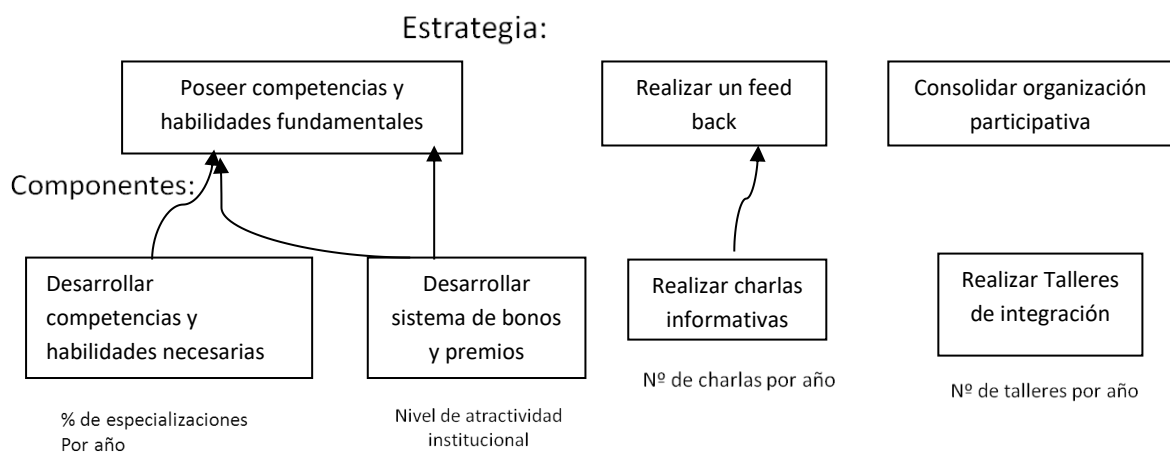 Estrategia:
Poseer competencias y
habilidades fundamentales
Realizar un feed
back
Consolidar organización
participativa
Componentes:
Desarrollar
competencias y
habilidades necesarias
Desarrollar
sistema de bonos
y premios
Realizar charlas
informativas
Realizar Talleres
de integración
% de especializaciones
Por año
Nivel de atractividad
institucional
Nº de charlas por año
Nº de talleres por año